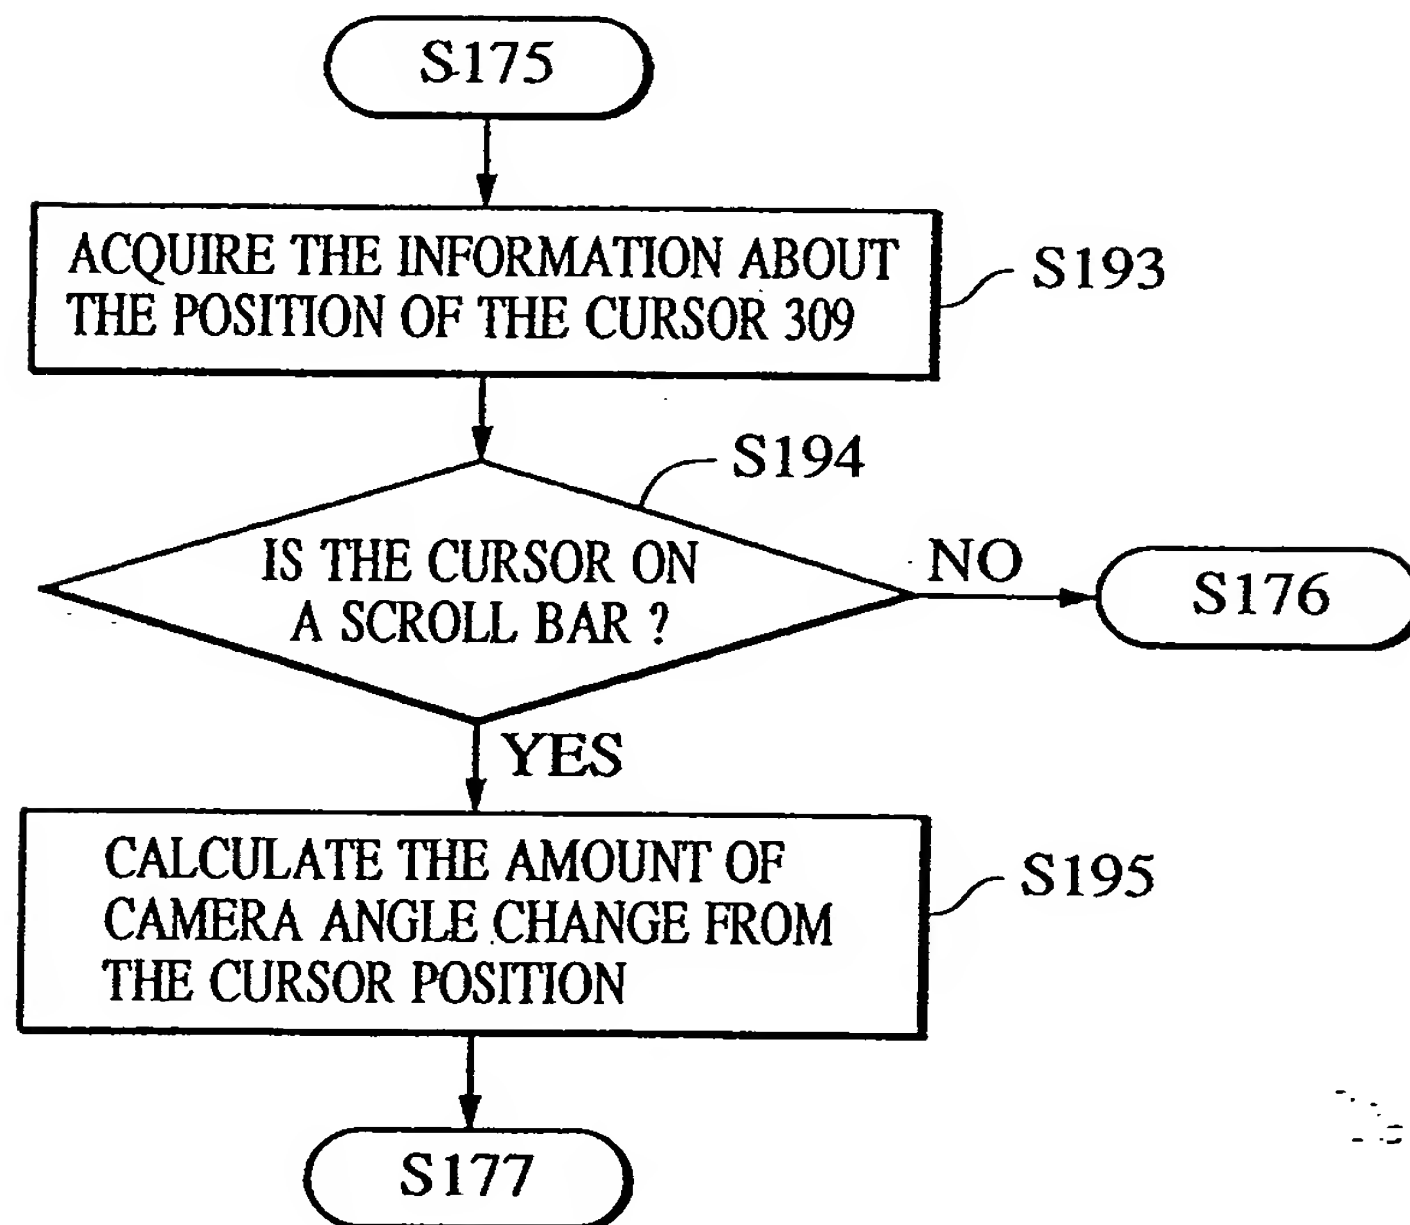 S175
ACQUIRE THE INFORMATION ABOUT
THE POSITION OF THE CURSOR 309
S193
S194
IS THE CURSOR ON
A SCROLL BAR ?
NO
S176
YES
CALCULATE THE AMOUNT OF
CAMERA ANGLE CHANGE FROM
THE CURSOR POSITION
S195
S177